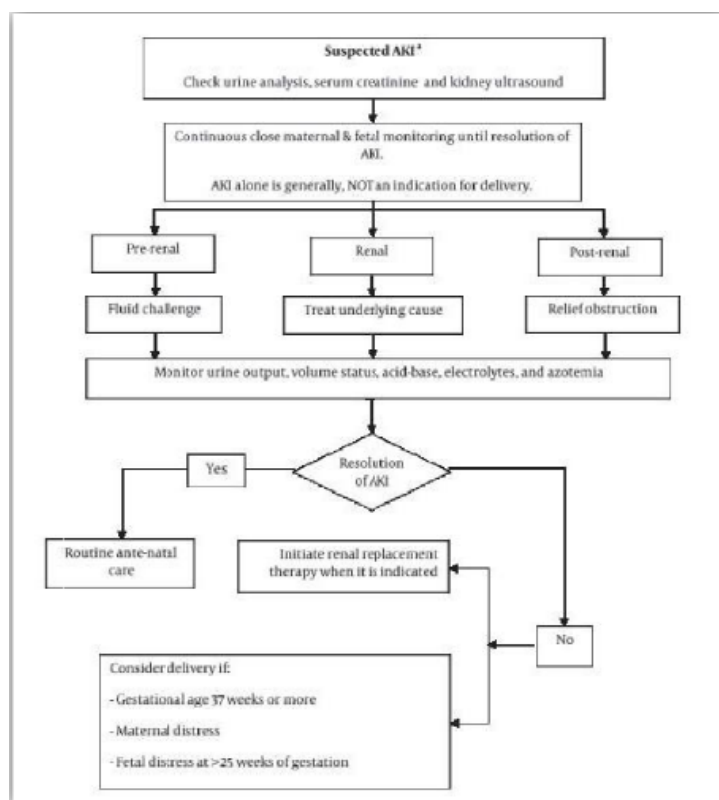 Suspected AKI a
Check urine analysis, serum creatinine and kidney ultrasound
Continuous close maternal & fetal monitoring until resolution of
AKI.
AKI alone is generally, NOT an indication for delivery.
Pre-renal
Renal
Post-renal
Fluid challenge
Treat underlying cause
Relief obstruction
Monitor urine output, volume status, acid-base, electrolytes, and azotemia
Resolution
of AKI
Yes
Routine ante-natal
care
Initiate renal replacement
therapy when it is indicated
No
Consider delivery if:
- Gestational age 37 weeks or more
- Maternal distress
- Fetal distress at >25 weeks of gestation